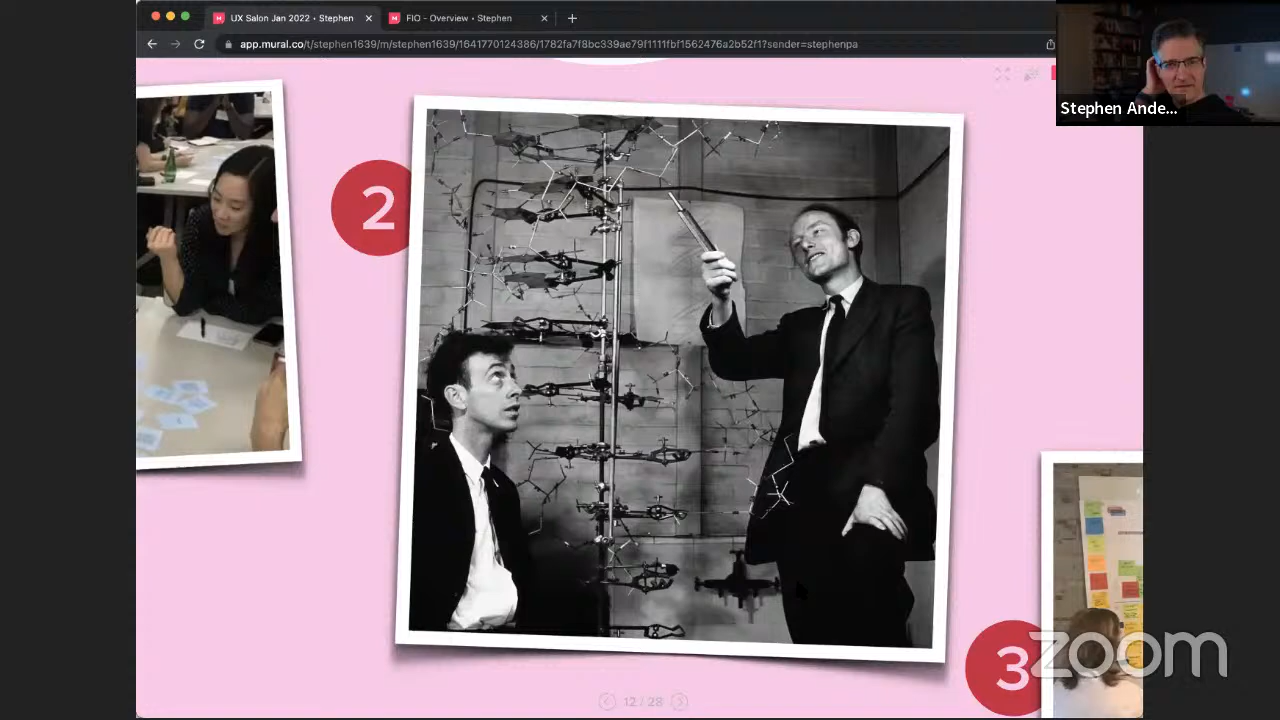 UX Salon Jan 2022 • Stephen
FIO - Overview • Stephen
app.mural.co/t/stephen1639/m/stephen1639/1641770124386/1782fa7f8bc339ae79f1111fbf1562476a2b52f1?sender=stephenpa
Stephen Ande...
2
3
zoom
12 / 28